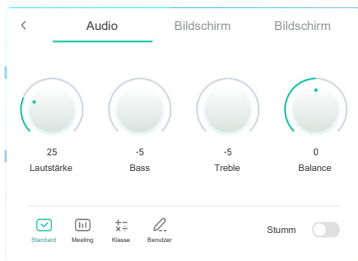 Audio Bildschirm Bildschirm
25 -5 -5 0
Lautstärke Bass Treble Balance
Standard Meeting Klasse Benutzer Stumm